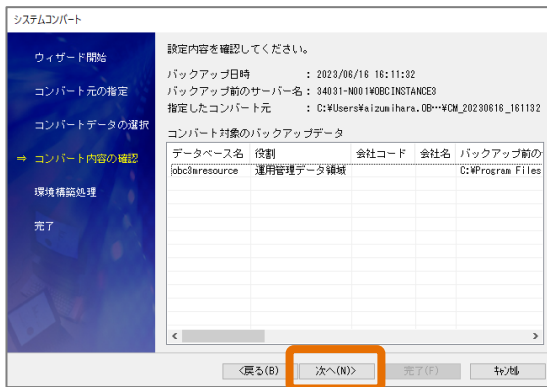 システムコンバート
ウィザード開始
コンバート元の指定
コンバートデータの選択
⇒ コンバート内容の確認
環境構築処理
完了
設定内容を確認してください。
バックアップ日時 : 2023/06/16 16:11:32
バックアップ前のサーバー名 : 34031-N001¥OBCINSTANCE3
指定したコンバート元 : C:¥Users¥aizumihara.OB…¥CM_20230616_161132
コンバート対象のバックアップデータ
データベース名 役割 会社コード 会社名 バックアップ前の
obc3mresource 運用管理データ領域 C:¥Program Files
<戻る(B) 次へ(N)> 完了(F) キャンセル